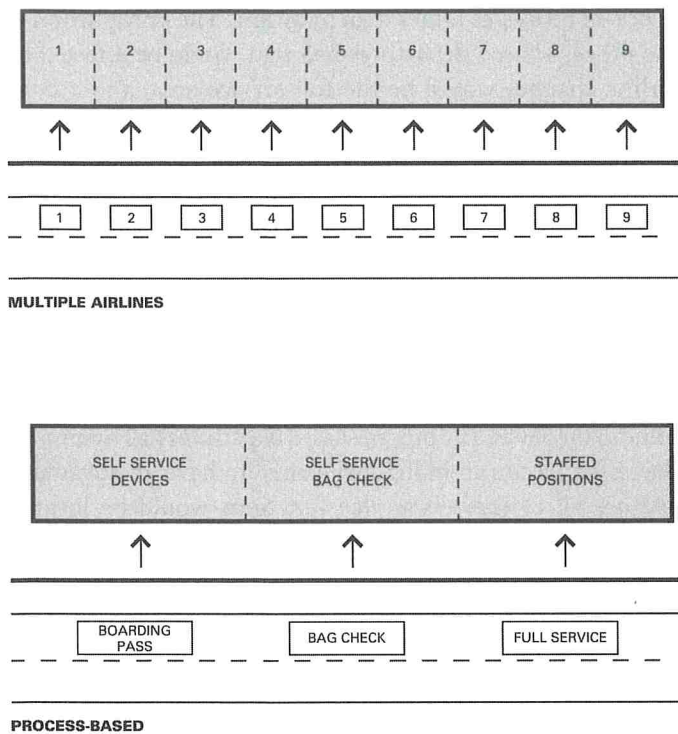 1 2 3 4 5 6 7 8 9
1 2 3 4 5 6 7 8 9
MULTIPLE AIRLINES
SELF SERVICE
DEVICES
SELF SERVICE
BAG CHECK
STAFFED
POSITIONS
BOARDING
PASS
BAG CHECK
FULL SERVICE
PROCESS-BASED